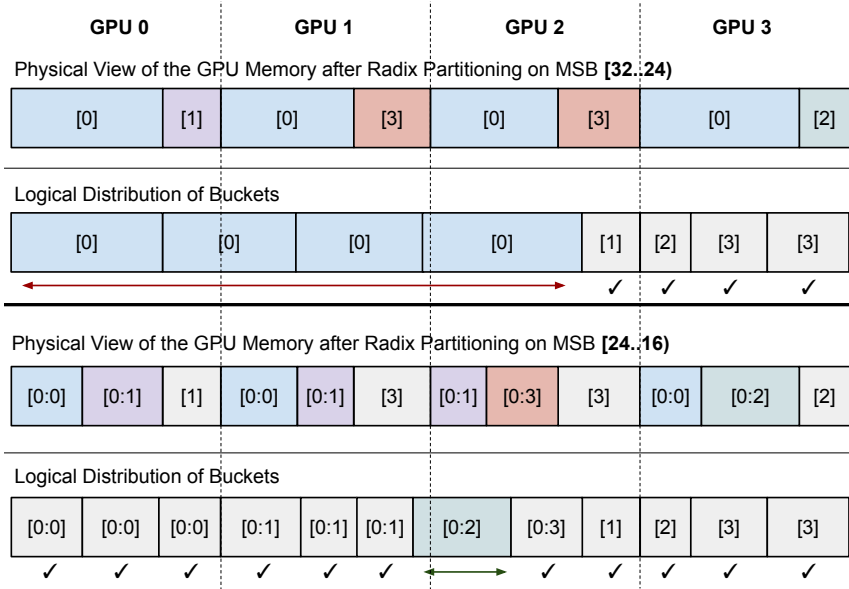 GPU 0 GPU 1 GPU 2 GPU 3
Physical View of the GPU Memory after Radix Partitioning on MSB [32..24)
[0] [1] [0] [3] [0] [3] [0] [2]
Logical Distribution of Buckets
[0] [0] [0] [0] [1] [2] [3] [3]
✓ ✓ ✓ ✓
Physical View of the GPU Memory after Radix Partitioning on MSB [24..16)
[0:0] [0:1] [1] [0:0] [0:1] [3] [0:1] [0:3] [3] [0:0] [0:2] [2]
Logical Distribution of Buckets
[0:0] [0:0] [0:0] [0:1] [0:1] [0:1] [0:2] [0:3] [1] [2] [3] [3]
✓ ✓ ✓ ✓ ✓ ✓ ✓ ✓ ✓ ✓ ✓